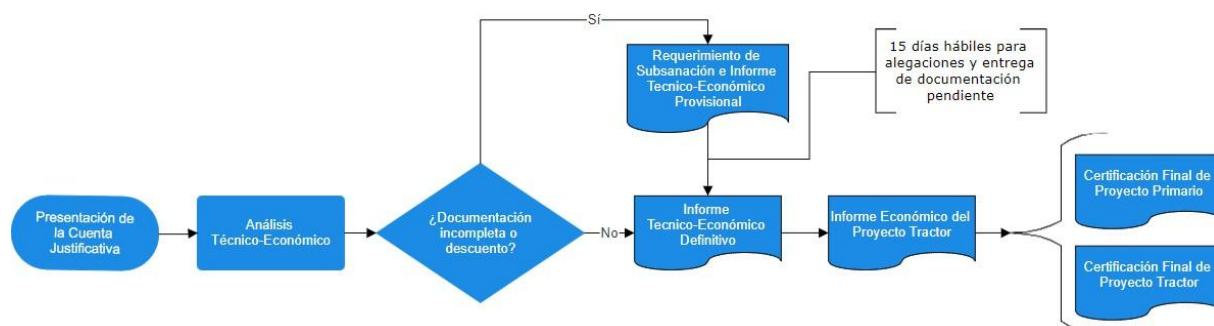 Sí
Requerimiento de
Subsanación e Informe
Tecnico-Económico
Provisional
15 días hábiles para
alegaciones y entrega
de documentación
pendiente
Presentación de
la Cuenta
Justificativa
Análisis
Técnico-Económico
¿Documentación
incompleta o
descuento?
No
Informe
Tecnico-Económico
Definitivo
Informe Económico del
Proyecto Tractor
Certificación Final de
Proyecto Primario
Certificación Final de
Proyecto Tractor